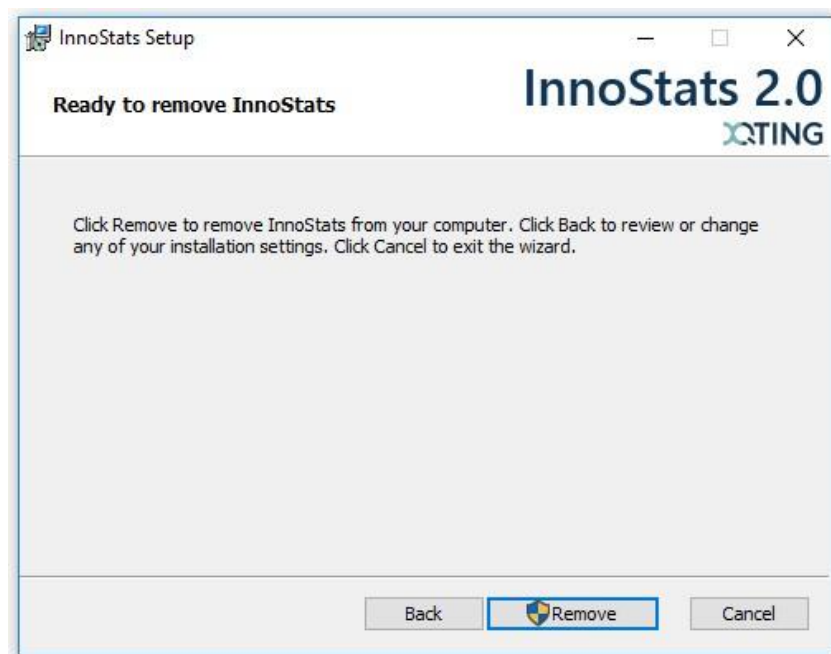 InnoStats Setup
InnoStats 2.0
Ready to remove InnoStats
XQTING
Click Remove to remove InnoStats from your computer. Click Back to review or change
any of your installation settings. Click Cancel to exit the wizard.
Back
Remove
Cancel